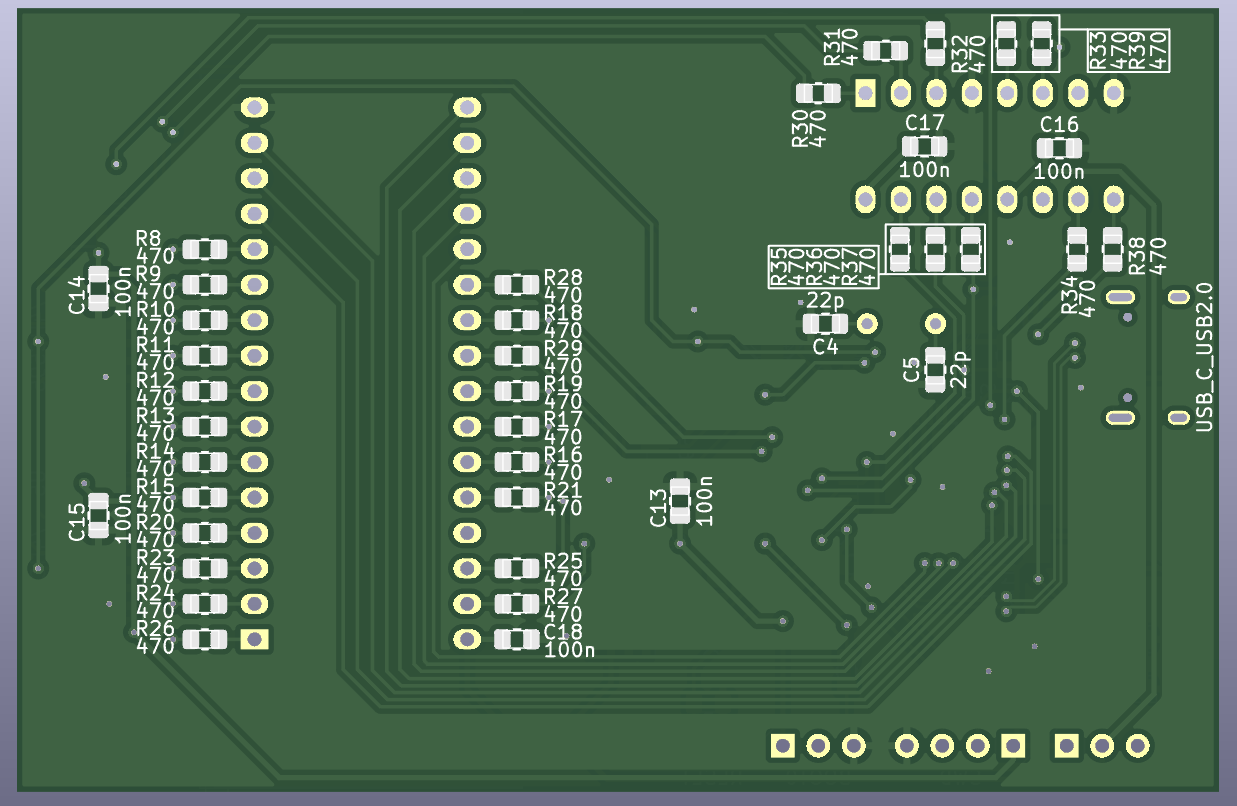 R31
470
R32
470
R33
470
R39
470
R30
470
C17
100n
C16
100n
R8
470
C14
100n
R9
470
R10
470
R11
470
R12
470
R13
470
R14
470
R15
470
C15
100n
R20
470
R23
470
R24
470
R26
470
R28
470
R18
470
R29
470
R19
470
R17
470
R16
470
R21
470
R25
470
R27
470
C18
100n
C13
100n
R35
470
R36
470
R37
470
22p
C4
C5
22p
R34
470
R38
470
USB_C_USB2.0